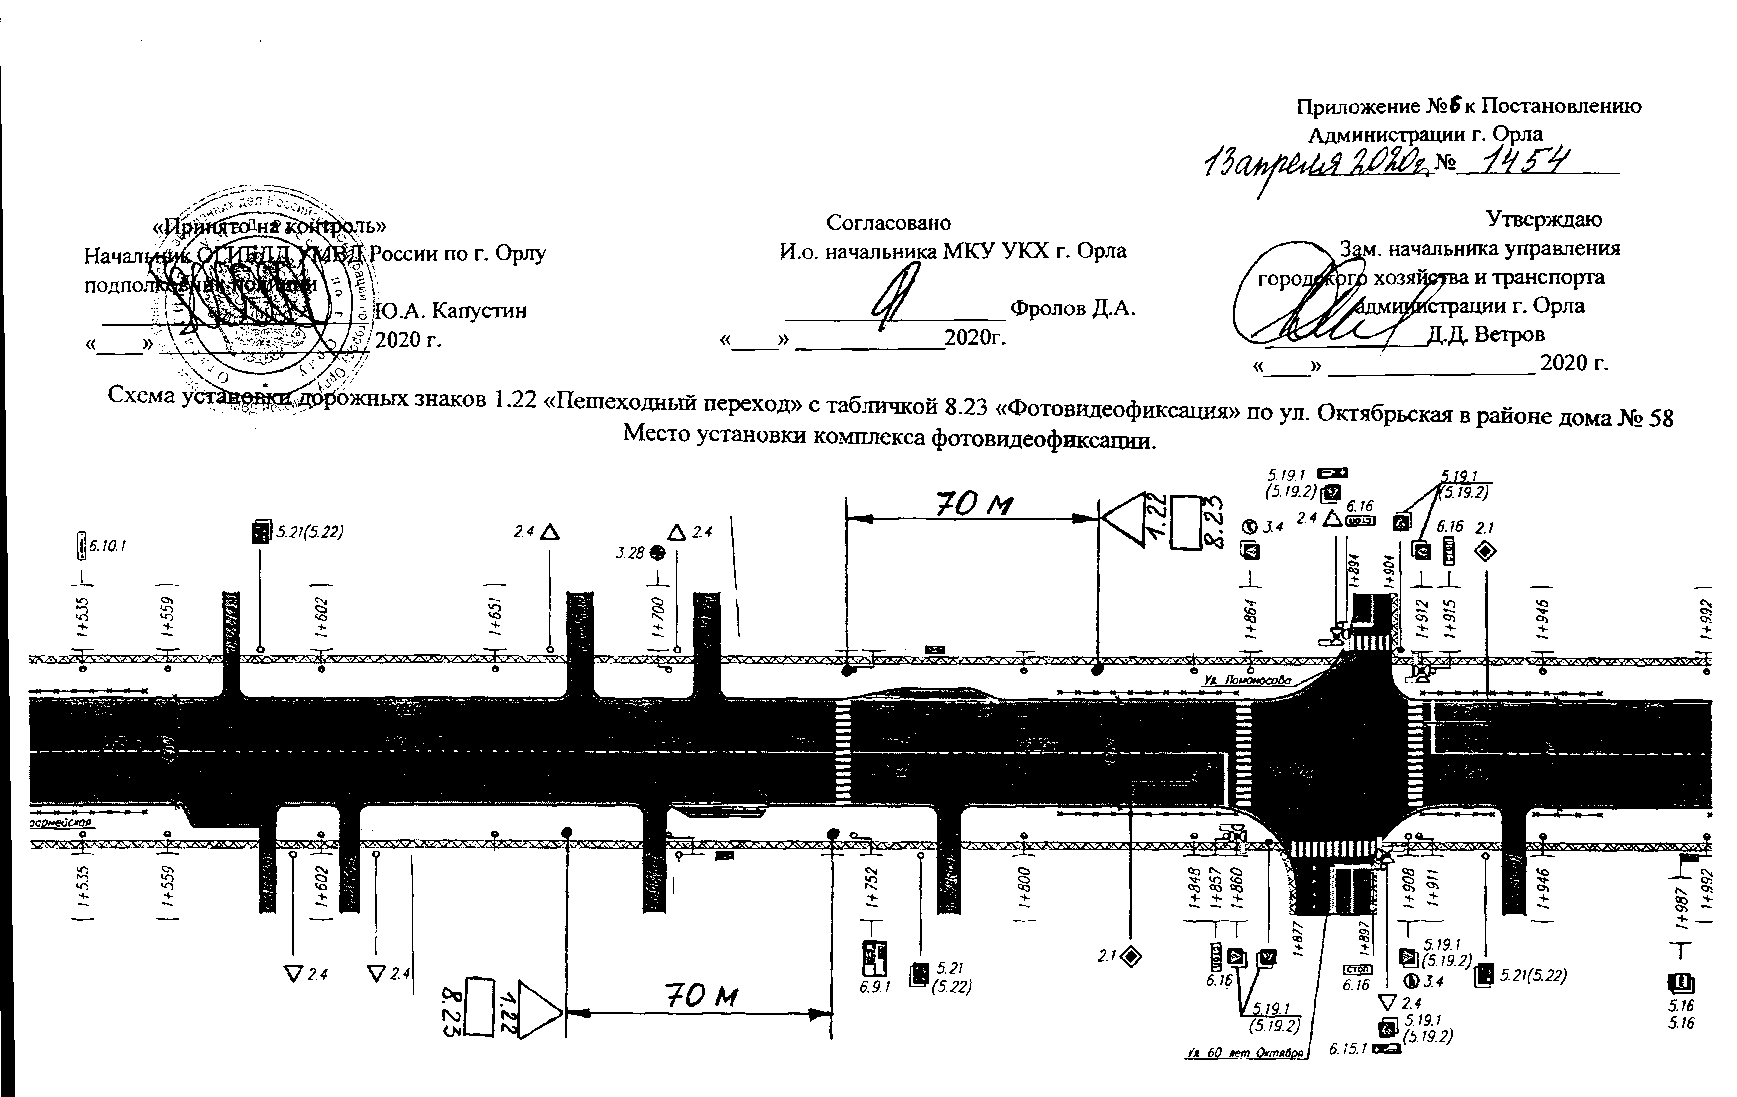 Приложение №6 к Постановлению
Администрации г. Орла
13 апреля 2020г. № 1454
«Принято на контроль»
Начальник ОГИБДД УМВД России по г. Орлу
подполковник полиции
Ю.А. Капустин
«____» ____ 2020 г.
Согласовано
И.о. начальника МКУ УКХ г. Орла
Фролов Д.А.
«____» ____ 2020г.
Утверждаю
Зам. начальника управления
городского хозяйства и транспорта
администрации г. Орла
Д.Д. Ветров
«____» ____ 2020 г.
Схема установки дорожных знаков 1.22 «Пешеходный переход» с табличкой 8.23 «Фотовидеофиксация» по ул. Октябрьская в районе дома № 58
Место установки комплекса фотовидеофиксации.
6.10.1
5.21(5.22)
2.4
3.28
2.4
70 м
1.22
8.23
3.4
5.19.1
(5.19.2)
2.4
6.16
5.19.1
(5.19.2)
6.16
2.1
1+535
1+559
1+602
1+651
1+700
1+864
1+894
1+904
1+912
1+915
1+946
1+992
Ул. Ломоносова
1+535
1+559
1+602
1+752
1+800
1+848
1+857
1+860
1+877
1+897
1+908
1+911
1+946
1+987
1+992
2.4
2.4
8.23
1.22
70 м
6.9.1
5.21
(5.22)
2.1
6.16
5.19.1
(5.19.2)
СТОП
6.16
5.19.1
(5.19.2)
3.4
2.4
5.19.1
(5.19.2)
6.15.1
5.21(5.22)
5.16
5.16
Ул. 60 лет Октября